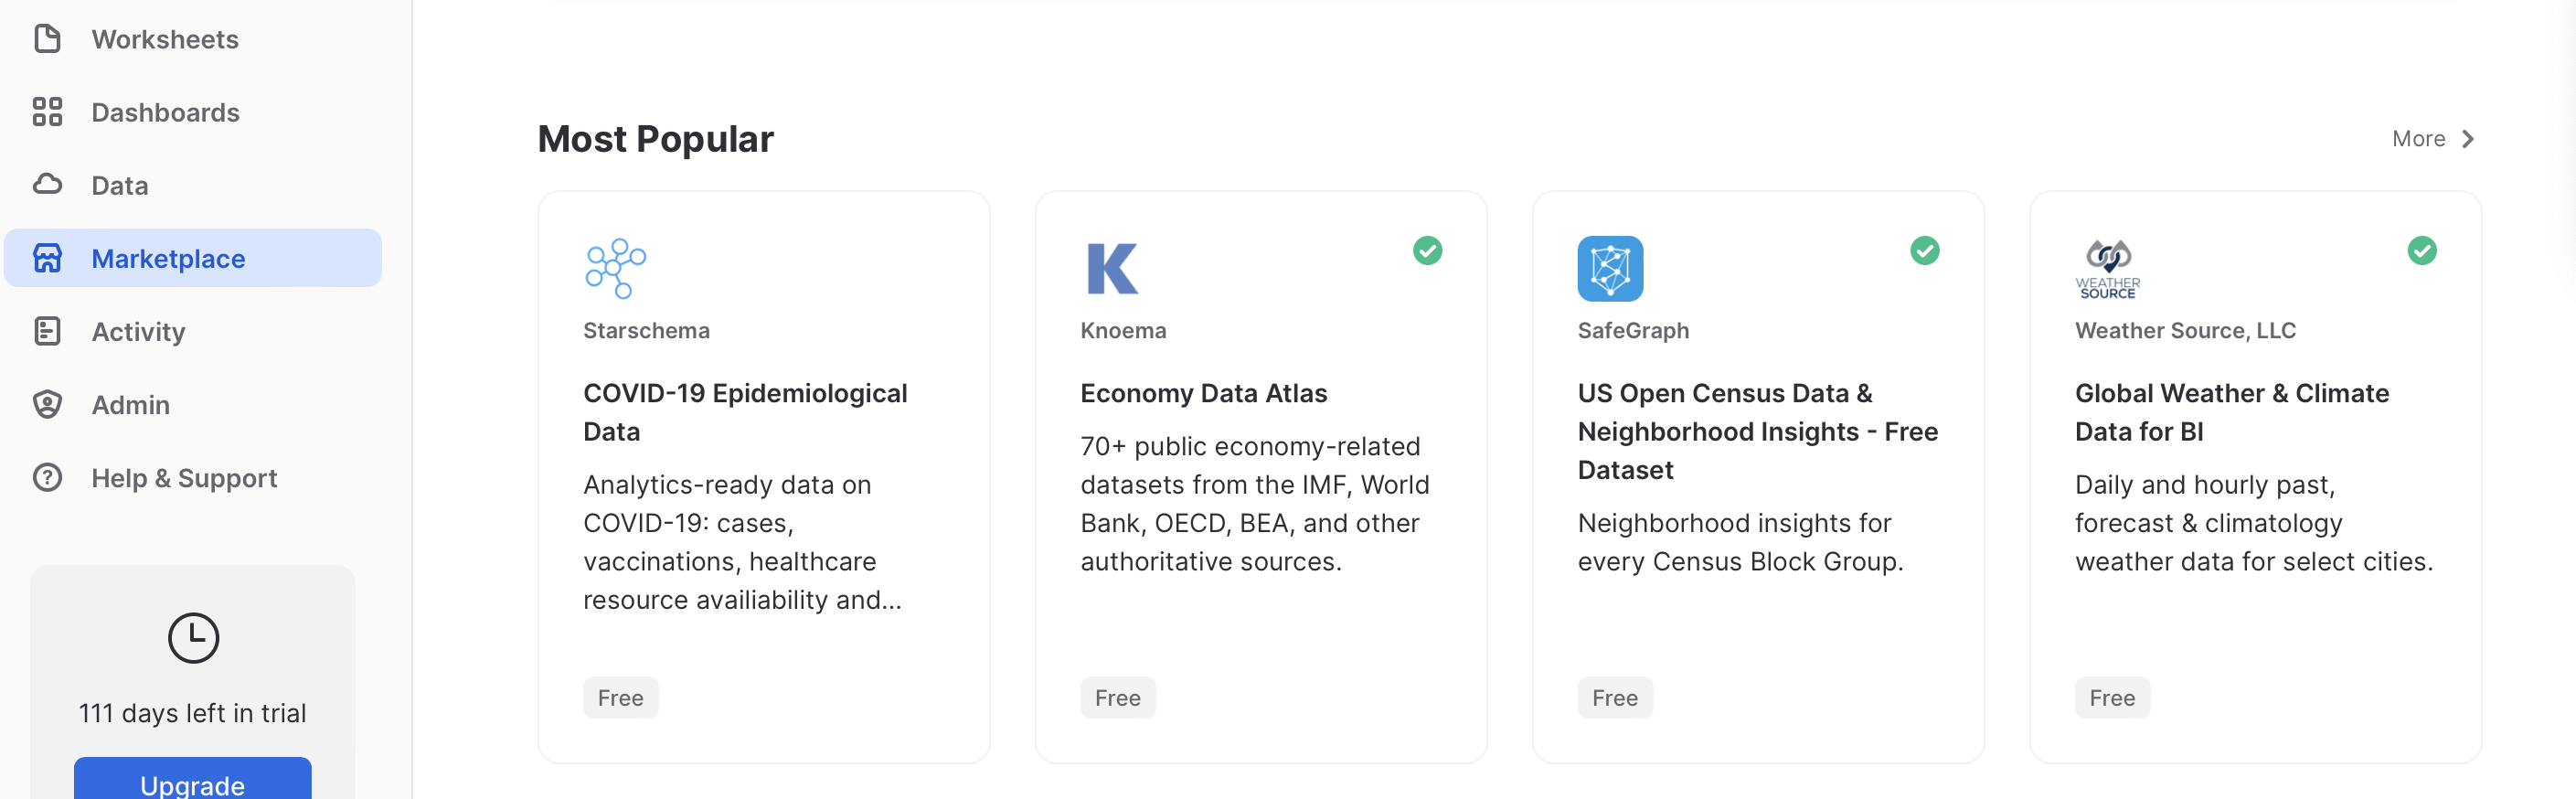 Worksheets
Dashboards
Data
Marketplace
Activity
Admin
Help & Support
111 days left in trial
Upgrade
Most Popular
More
Starschema
COVID-19 Epidemiological
Data
Analytics-ready data on
COVID-19: cases,
vaccinations, healthcare
resource availiability and...
Free
K
Knoema
Economy Data Atlas
70+ public economy-related
datasets from the IMF, World
Bank, OECD, BEA, and other
authoritative sources.
Free
SafeGraph
US Open Census Data &
Neighborhood Insights - Free
Dataset
Neighborhood insights for
every Census Block Group.
Free
WEATHER
SOURCE
Weather Source, LLC
Global Weather & Climate
Data for BI
Daily and hourly past,
forecast & climatology
weather data for select cities.
Free